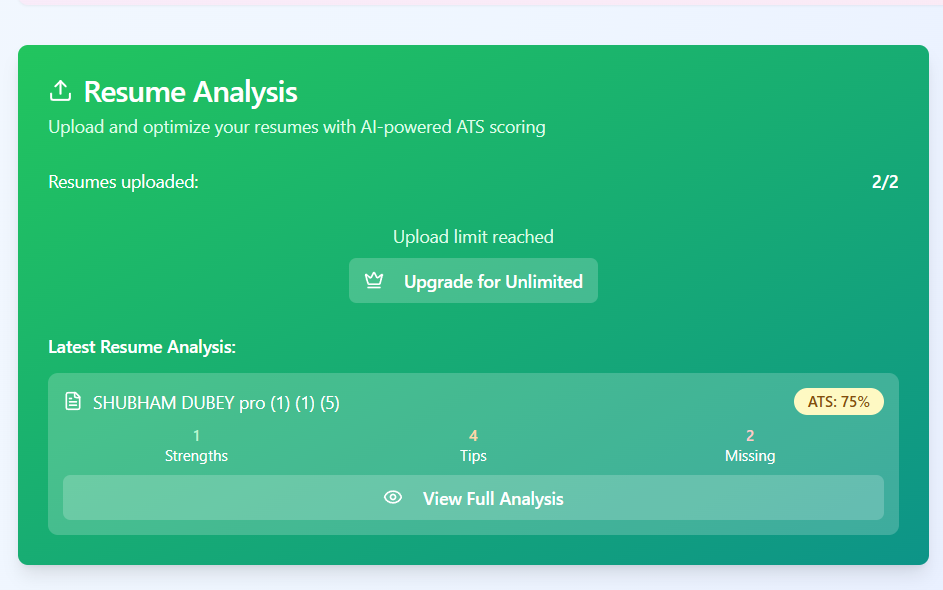 Resume Analysis
Upload and optimize your resumes with AI-powered ATS scoring
Resumes uploaded: 2/2
Upload limit reached
Upgrade for Unlimited
Latest Resume Analysis:
SHUBHAM DUBEY pro (1) (1) (5) ATS: 75%
1 4 2
Strengths Tips Missing
View Full Analysis